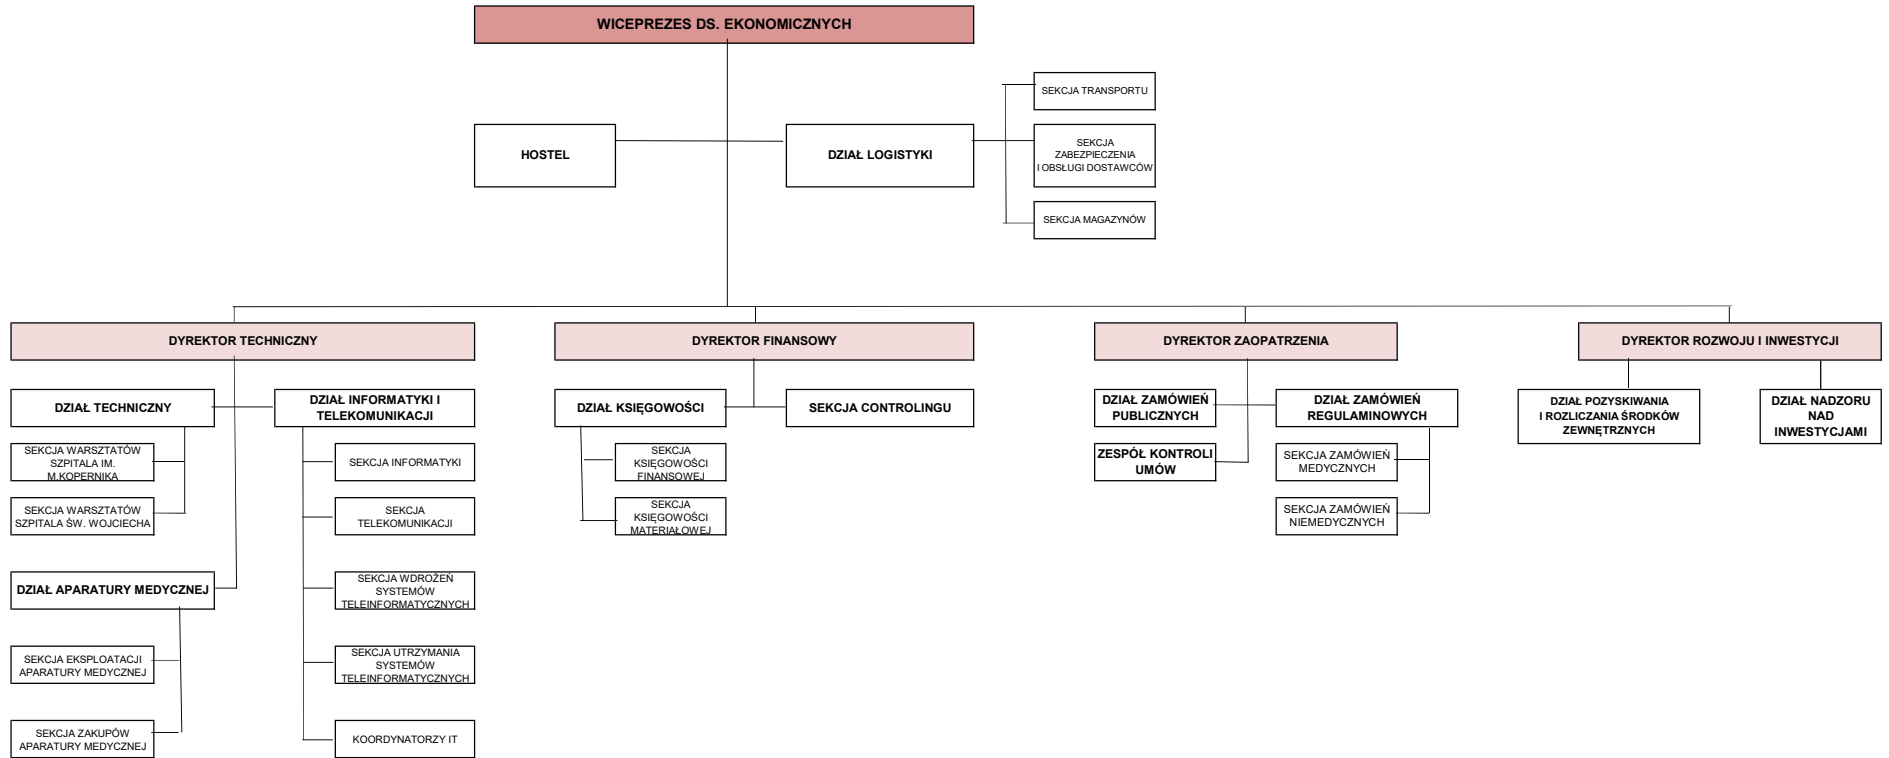 WICEPREZES DS. EKONOMICZNYCH
SEKCJA TRANSPORTU
HOSTEL
DZIAŁ LOGISTYKI
SEKCJA
ZABEZPIECZENIA
I OBSŁUGI DOSTAWCÓW
SEKCJA MAGAZYNÓW
DYREKTOR TECHNICZNY
DYREKTOR FINANSOWY
DYREKTOR ZAOPATRZENIA
DYREKTOR ROZWOJU I INWESTYCJI
DZIAŁ TECHNICZNY
DZIAŁ INFORMATYKI I
TELEKOMUNIKACJI
DZIAŁ KSIĘGOWOŚCI
SEKCJA CONTROLINGU
DZIAŁ ZAMÓWIEŃ
PUBLICZNYCH
DZIAŁ ZAMÓWIEŃ
REGULAMINOWYCH
DZIAŁ POZYSKIWANIA
I ROZLICZANIA ŚRODKÓW
ZEWNĘTRZNYCH
DZIAŁ NADZORU
NAD
INWESTYCJAMI
SEKCJA WARSZTATÓW
SZPITALA IM.
M.KOPERNIKA
SEKCJA INFORMATYKI
SEKCJA
KSIĘGOWOŚCI
FINANSOWEJ
ZESPÓŁ KONTROLI
UMÓW
SEKCJA ZAMÓWIEŃ
MEDYCZNYCH
SEKCJA WARSZTATÓW
SZPITALA ŚW. WOJCIECHA
SEKCJA
TELEKOMUNIKACJI
SEKCJA
KSIĘGOWOŚCI
MATERIAŁOWEJ
SEKCJA ZAMÓWIEŃ
NIEMEDYCZNYCH
DZIAŁ APARATURY MEDYCZNEJ
SEKCJA WDROŻEŃ
SYSTEMÓW
TELEINFORMATYCZNYCH
SEKCJA EKSPLOATACJI
APARATURY MEDYCZNEJ
SEKCJA UTRZYMANIA
SYSTEMÓW
TELEINFORMATYCZNYCH
SEKCJA ZAKUPÓW
APARATURY MEDYCZNEJ
KOORDYNATORZY IT